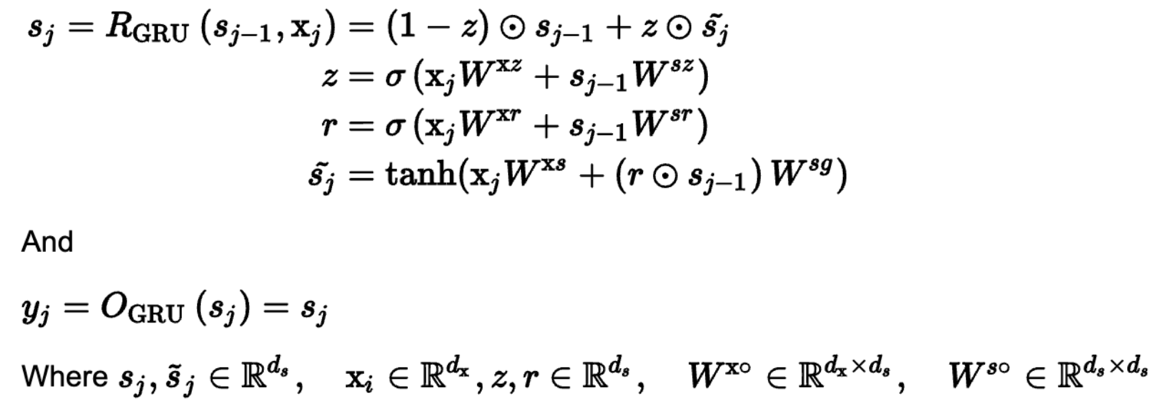 s_j = R_GRU (s_{j−1}, x_j) = (1 − z) ⊙ s_{j−1} + z ⊙ s̃_j
z = σ (x_j W^{xz} + s_{j−1} W^{sz})
r = σ (x_j W^{xr} + s_{j−1} W^{sr})
s̃_j = tanh(x_j W^{xs} + (r ⊙ s_{j−1}) W^{sg})
And
y_j = O_GRU (s_j) = s_j
Where s_j, s̃_j ∈ ℝ^{d_s}, x_i ∈ ℝ^{d_x}, z, r ∈ ℝ^{d_s}, W^{x∘} ∈ ℝ^{d_x×d_s}, W^{s∘} ∈ ℝ^{d_s×d_s}